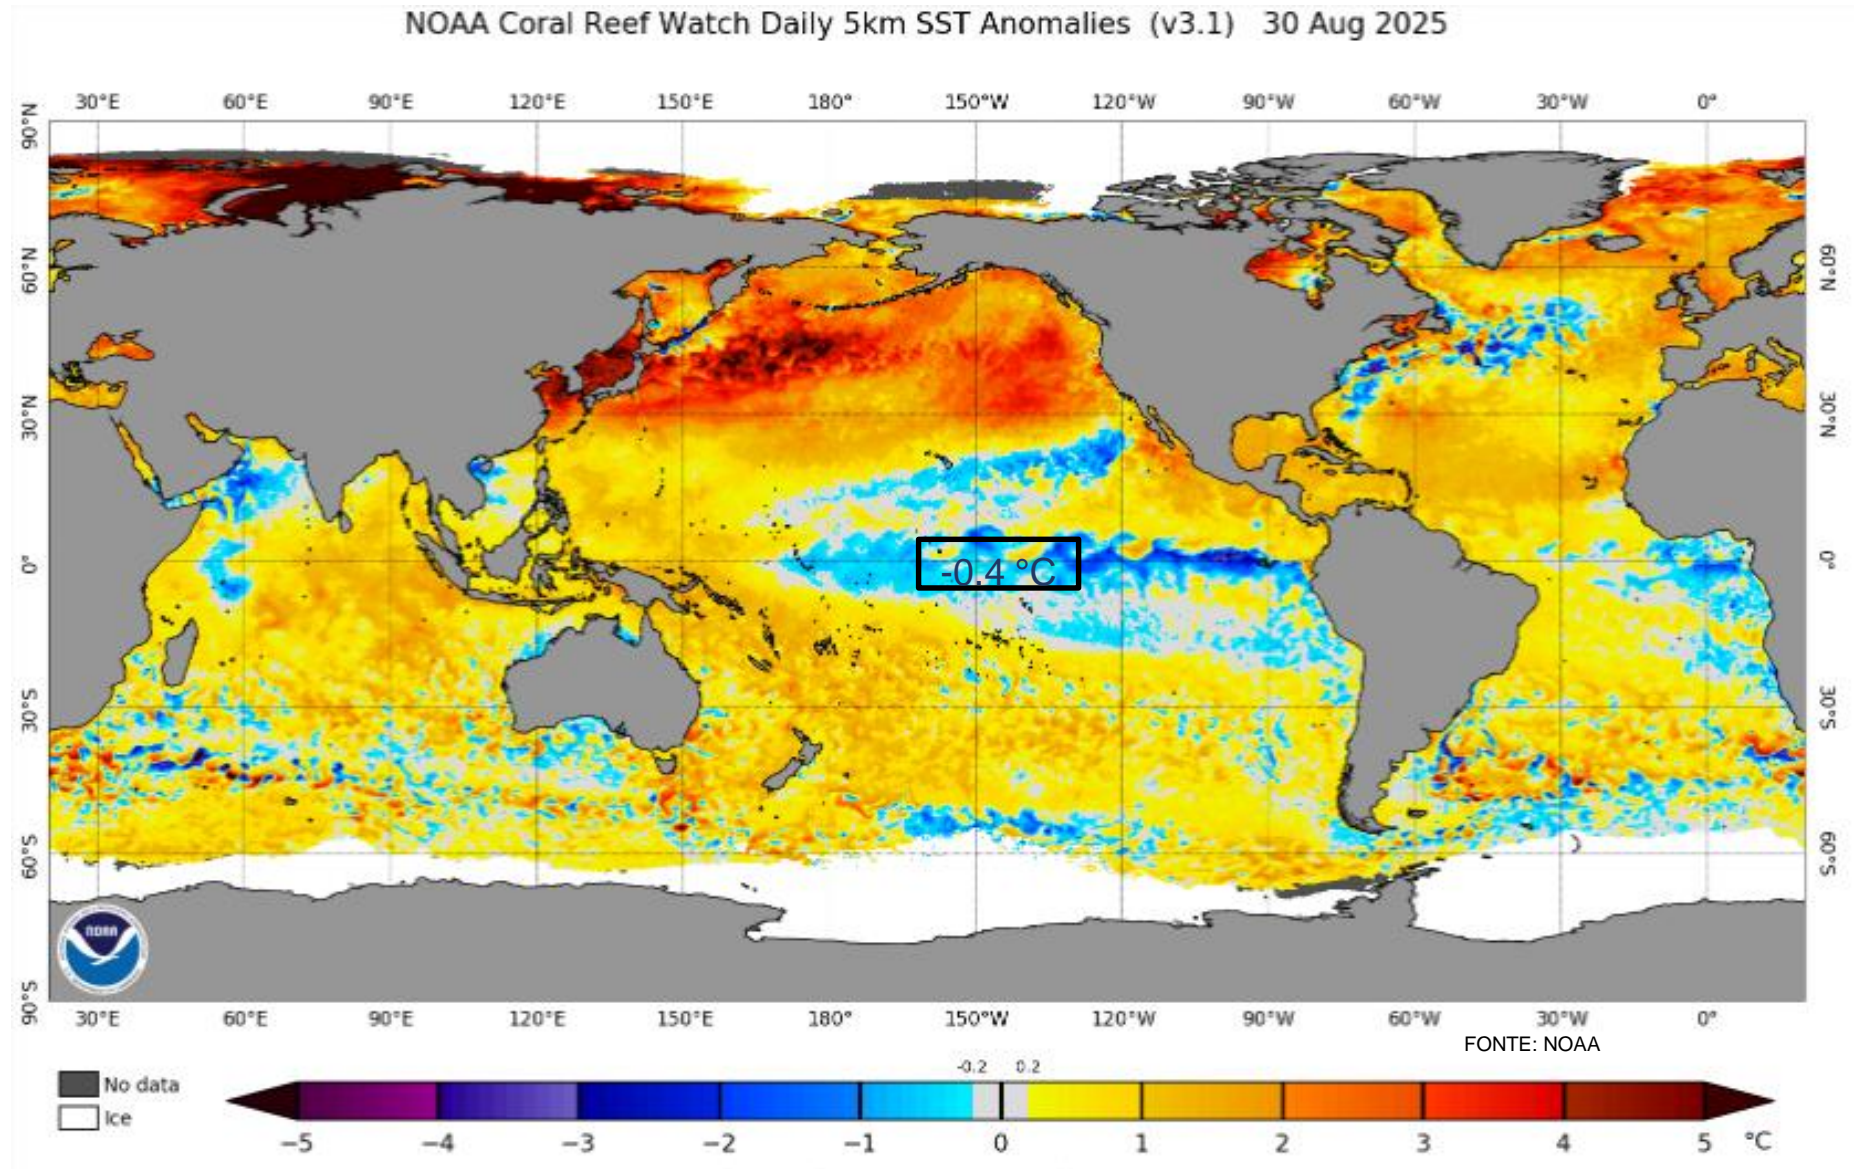 NOAA Coral Reef Watch Daily 5km SST Anomalies (v3.1) 30 Aug 2025
30°E 60°E 90°E 120°E 150°E 180° 150°W 120°W 90°W 60°W 30°W 0°
90°N
60°N 60°N
30°N 30°N
0° 0°
-0.4 °C
30°S 30°S
60°S 60°S
NOAA
90°S
30°E 60°E 90°E 120°E 150°E 180° 150°W 120°W 90°W 60°W 30°W 0°
FONTE: NOAA
-0.2 0.2
No data
Ice
−5 −4 −3 −2 −1 0 1 2 3 4 5 °C